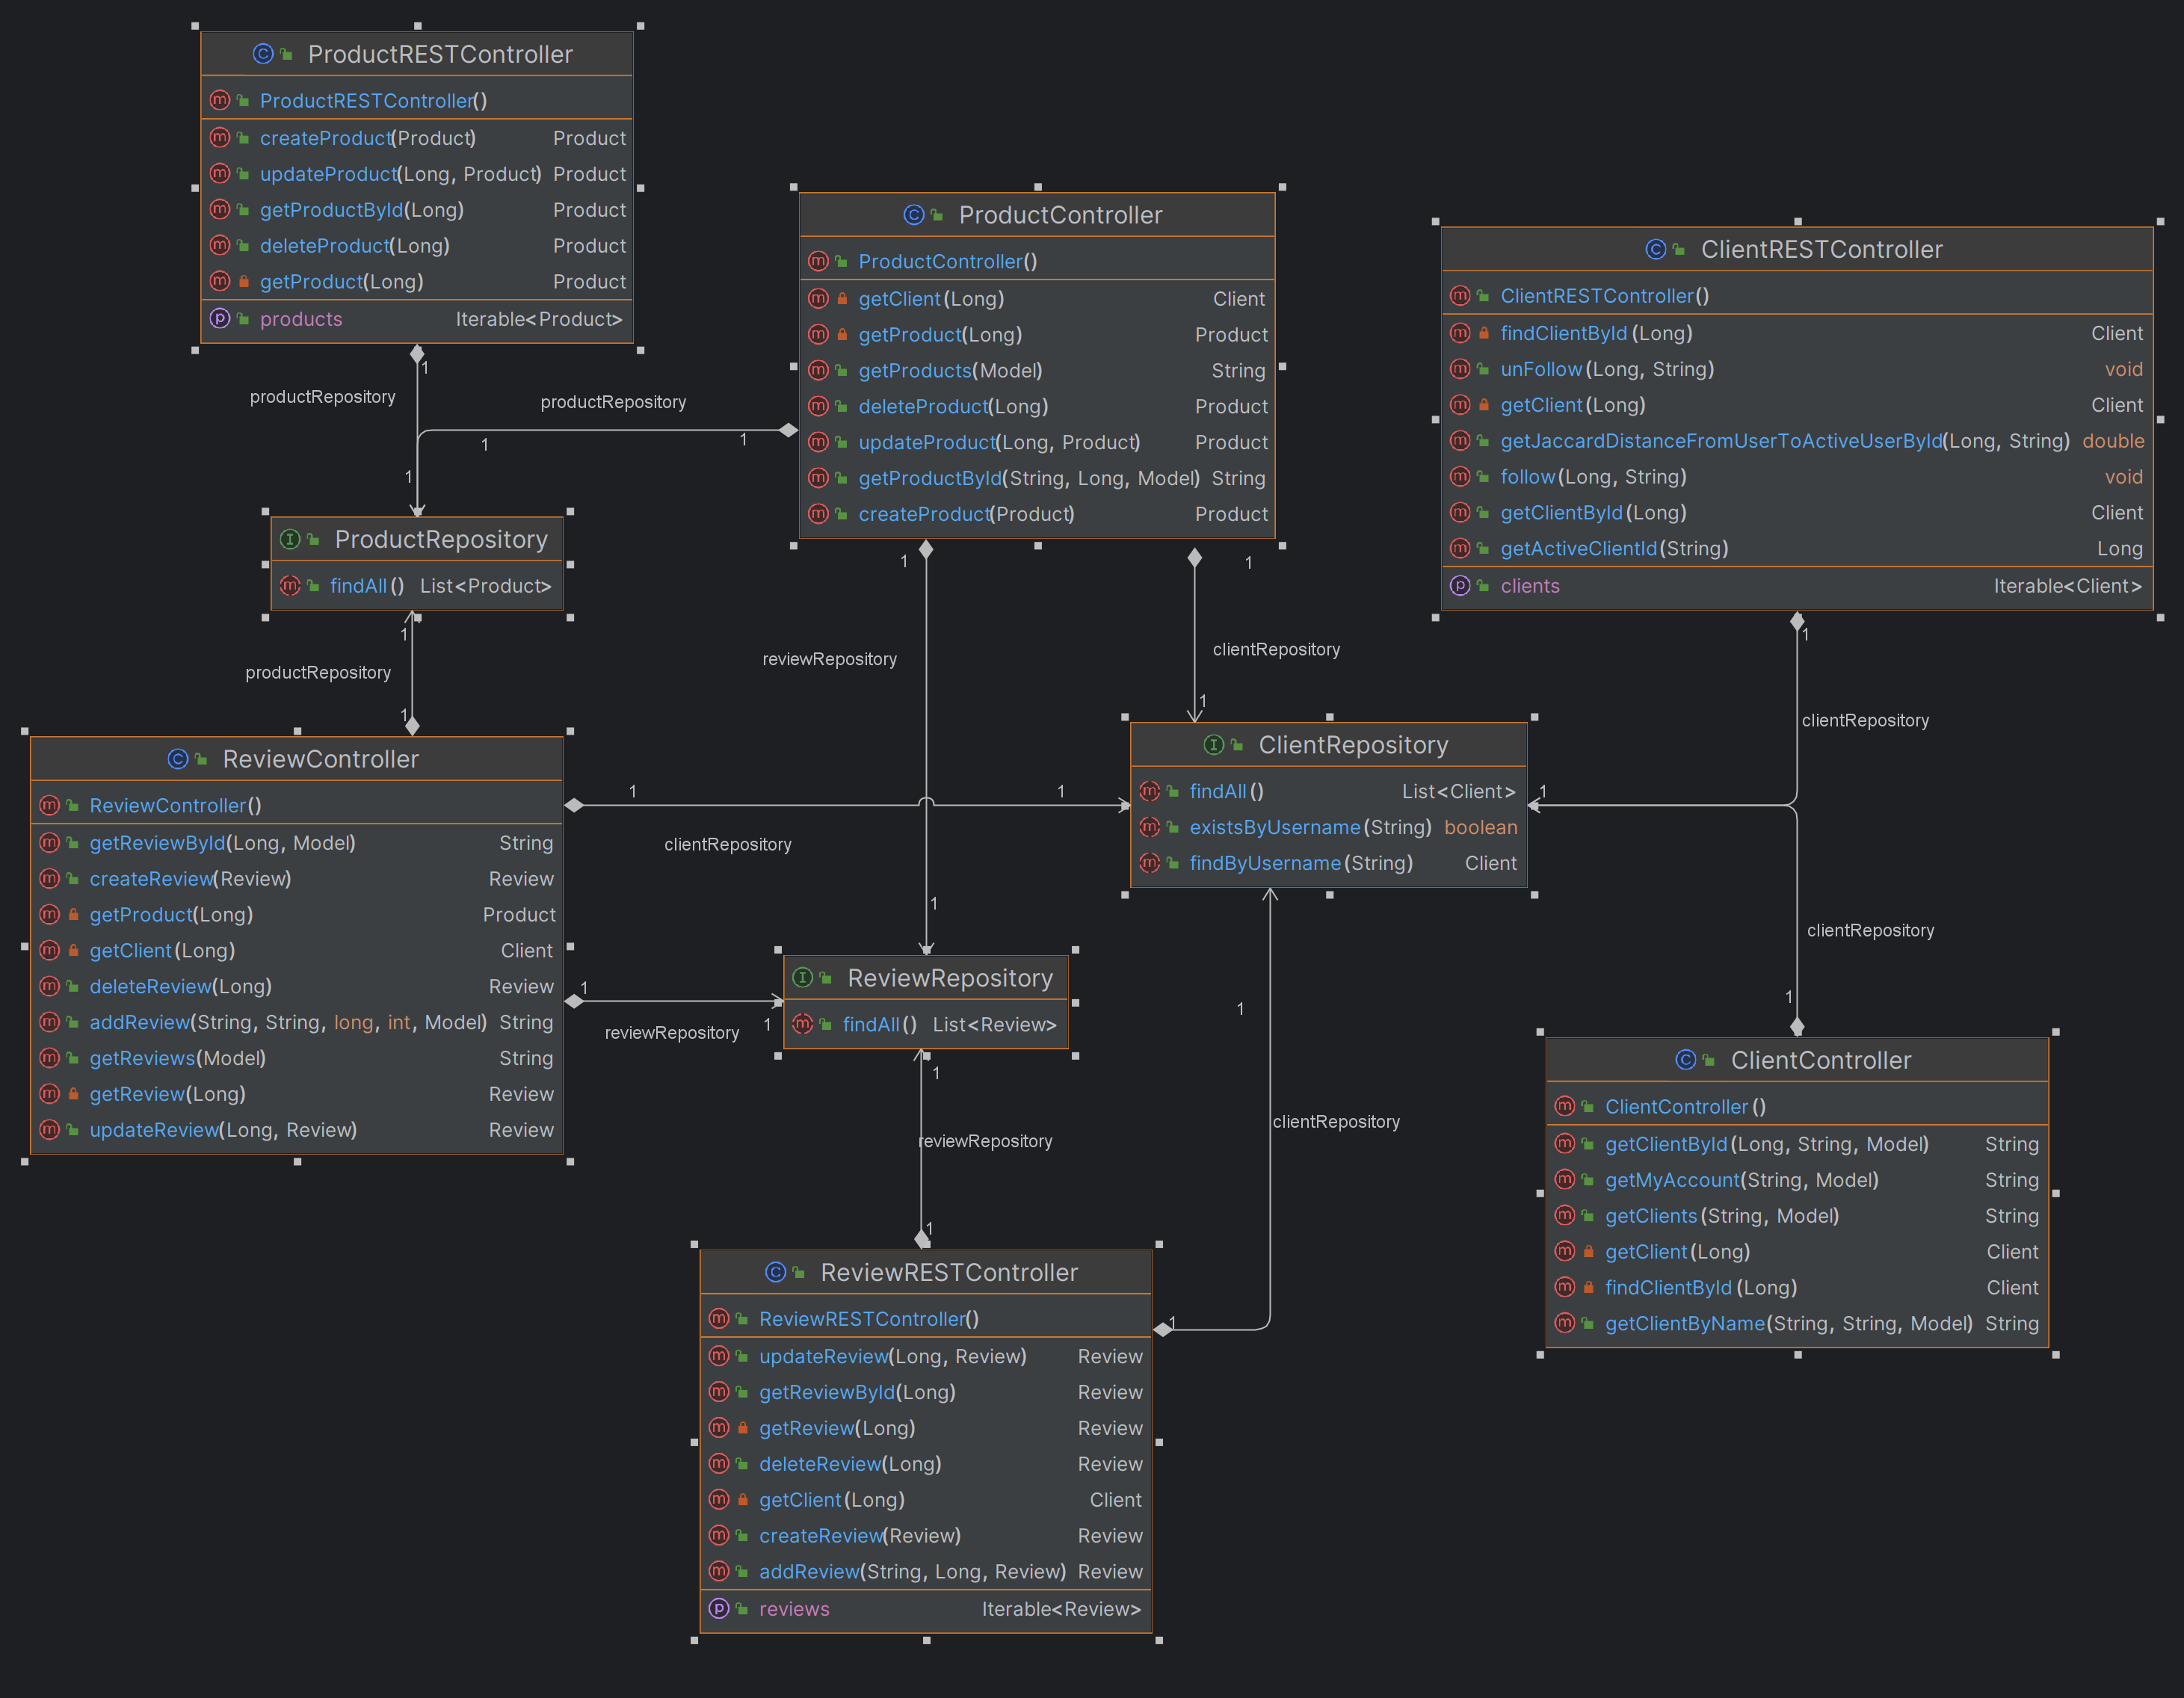 ProductRESTController
ProductRESTController()
createProduct(Product) Product
updateProduct(Long, Product) Product
getProductById(Long) Product
deleteProduct(Long) Product
getProduct(Long) Product
products Iterable<Product>
1
productRepository
1
ProductController
ProductController()
getClient(Long) Client
getProduct(Long) Product
getProducts(Model) String
deleteProduct(Long) Product
updateProduct(Long, Product) Product
getProductById(String, Long, Model) String
createProduct(Product) Product
productRepository
1
1
ClientRESTController
ClientRESTController()
findClientById(Long) Client
unFollow(Long, String) void
getClient(Long) Client
getJaccardDistanceFromUserToActiveUserById(Long, String) double
follow(Long, String) void
getClientById(Long) Client
getActiveClientId(String) Long
clients Iterable<Client>
ProductRepository
findAll() List<Product>
1
productRepository
1
1
reviewRepository
1
1
clientRepository
1
1
clientRepository
1
ReviewController
ReviewController()
getReviewById(Long, Model) String
createReview(Review) Review
getProduct(Long) Product
getClient(Long) Client
deleteReview(Long) Review
addReview(String, String, long, int, Model) String
getReviews(Model) String
getReview(Long) Review
updateReview(Long, Review) Review
1
1
clientRepository
1
reviewRepository
1
ClientRepository
findAll() List<Client>
existsByUsername(String) boolean
findByUsername(String) Client
clientRepository
1
ReviewRepository
findAll() List<Review>
1
reviewRepository
1
1
clientRepository
1
ClientController
ClientController()
getClientById(Long, String, Model) String
getMyAccount(String, Model) String
getClients(String, Model) String
getClient(Long) Client
findClientById(Long) Client
getClientByName(String, String, Model) String
ReviewRESTController
ReviewRESTController()
updateReview(Long, Review) Review
getReviewById(Long) Review
getReview(Long) Review
deleteReview(Long) Review
getClient(Long) Client
createReview(Review) Review
addReview(String, Long, Review) Review
reviews Iterable<Review>